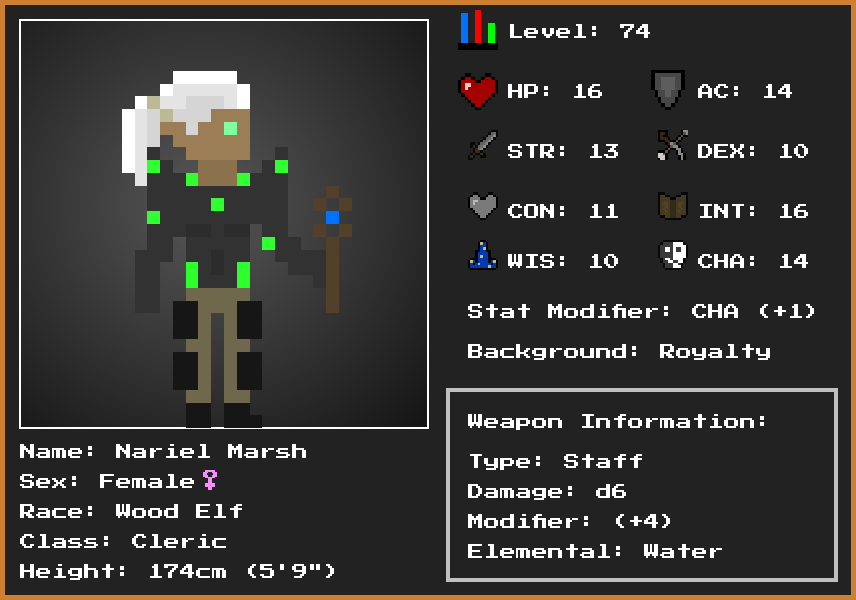 Level: 74
HP: 16
AC: 14
STR: 13
DEX: 10
CON: 11
INT: 16
WIS: 10
CHA: 14
Stat Modifier: CHA (+1)
Background: Royalty
Weapon Information:
Type: Staff
Damage: d6
Modifier: (+4)
Elemental: Water
Name: Nariel Marsh
Sex: Female♀
Race: Wood Elf
Class: Cleric
Height: 174cm (5'9")